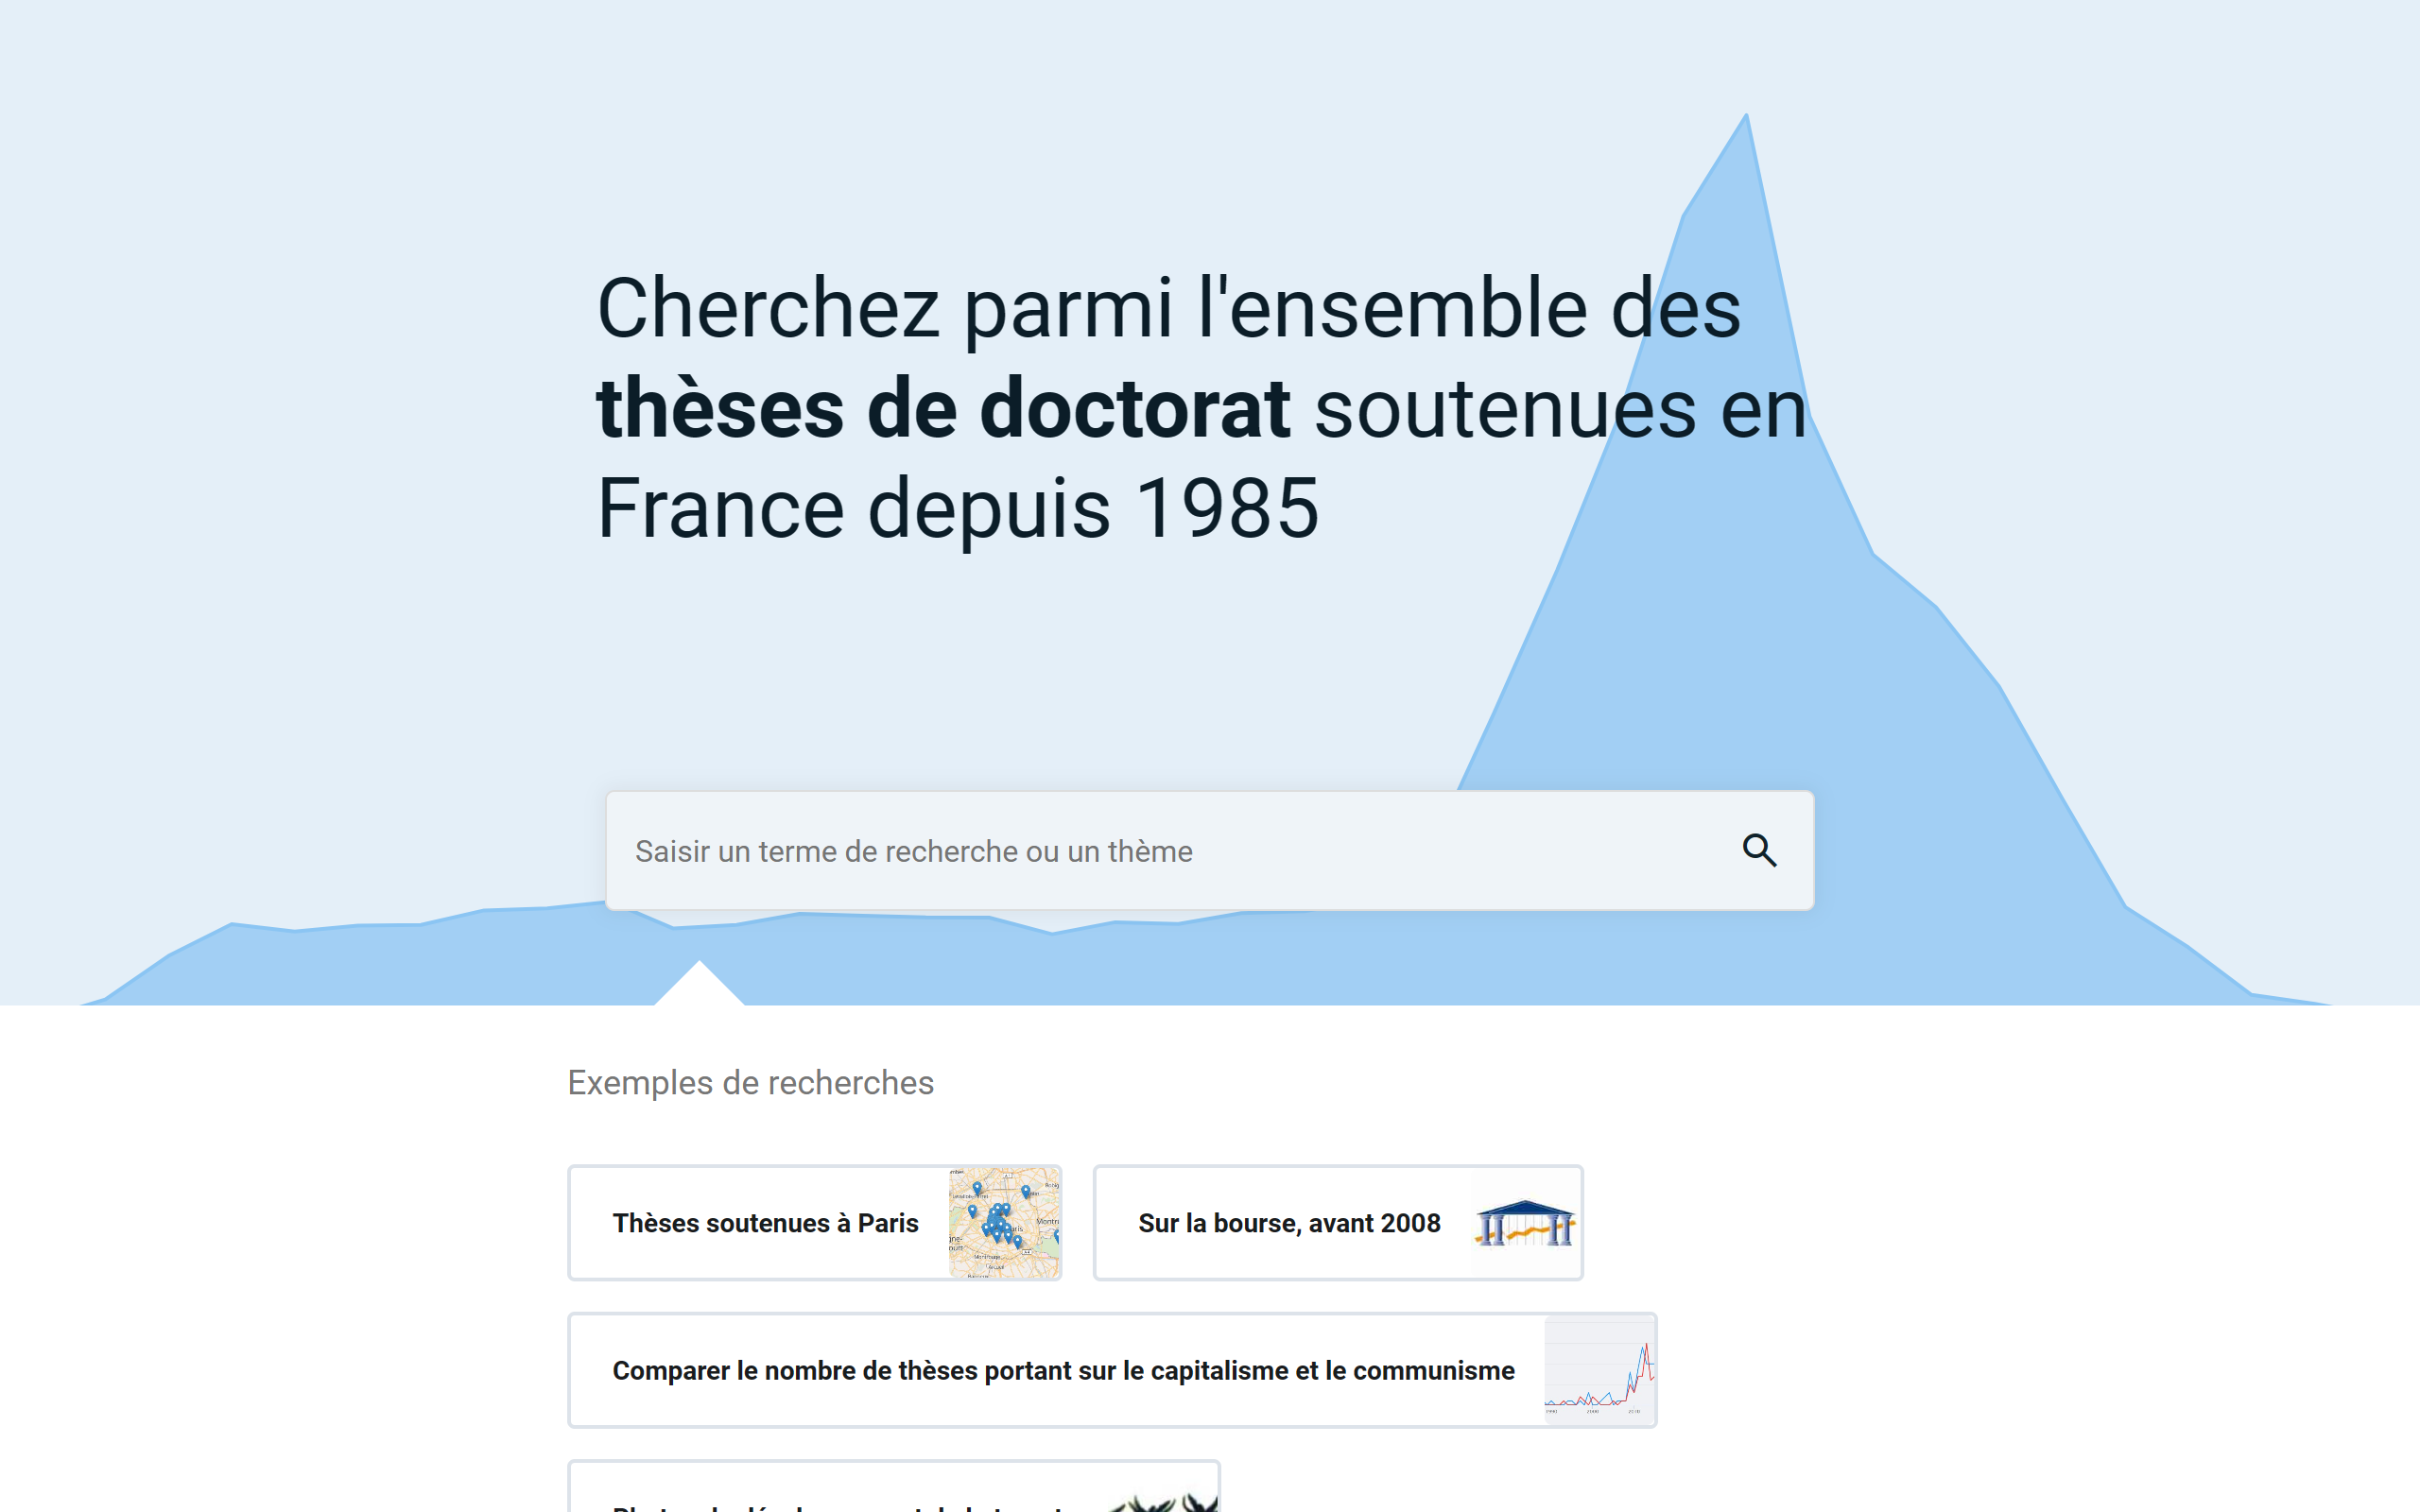 Cherchez parmi l'ensemble des
thèses de doctorat soutenues en
France depuis 1985
Saisir un terme de recherche ou un thème
Exemples de recherches
Thèses soutenues à Paris
Sur la bourse, avant 2008
Comparer le nombre de thèses portant sur le capitalisme et le communisme